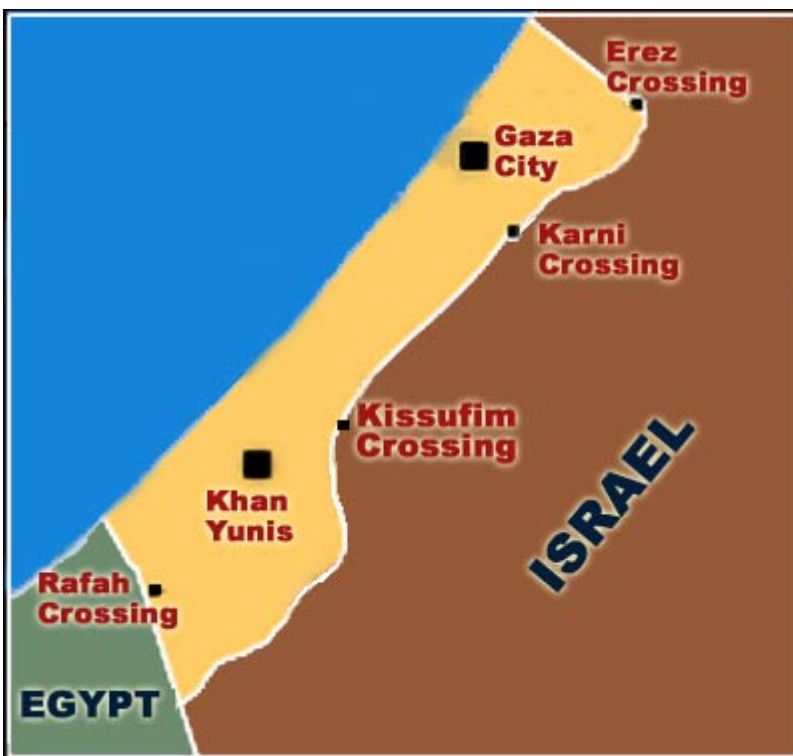 Erez
Crossing
Gaza
City
Karni
Crossing
Kissufim
Crossing
ISRAEL
Khan
Yunis
Rafah
Crossing
EGYPT